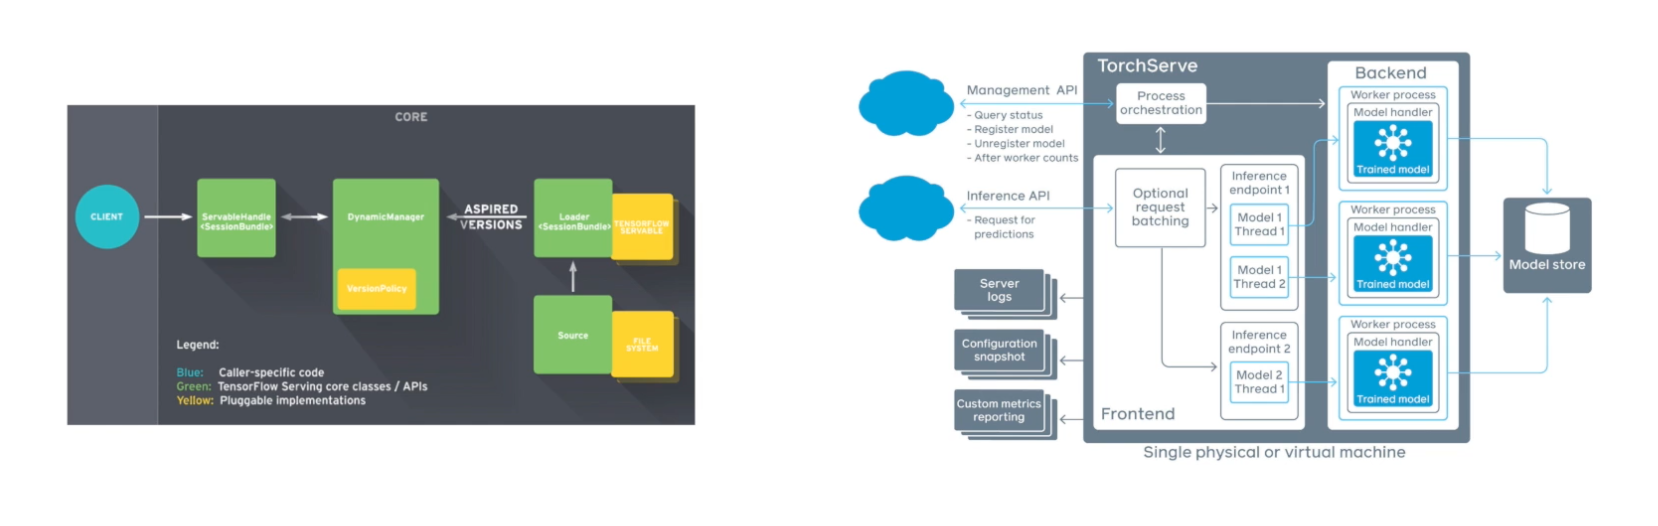 CORE
CLIENT
ServableHandle
<SessionBundle>
DynamicManager
VersionPolicy
ASPIRED
VERSIONS
Loader
<SessionBundle>
TENSORFLOW
SERVABLE
Source
FILE
SYSTEM
Legend:
Blue: Caller-specific code
Green: TensorFlow Serving core classes / APIs
Yellow: Pluggable implementations
TorchServe
Management API
- Query status
- Register model
- Unregister model
- After worker counts
Inference API
- Request for
predictions
Server
logs
Configuration
snapshot
Custom metrics
reporting
Process
orchestration
Optional
request
batching
Inference
endpoint 1
Model 1
Thread 1
Model 1
Thread 2
Inference
endpoint 2
Model 2
Thread 1
Frontend
Backend
Worker process
Model handler
Trained model
Worker process
Model handler
Trained model
Worker process
Model handler
Trained model
Model store
Single physical or virtual machine